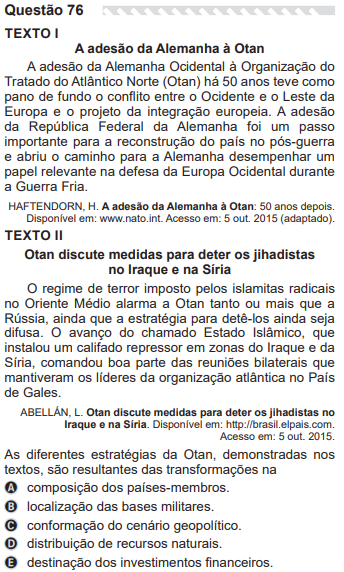 Questão 76
TEXTO I
A adesão da Alemanha à Otan
A adesão da Alemanha Ocidental à Organização do
Tratado do Atlântico Norte (Otan) há 50 anos teve como
pano de fundo o conflito entre o Ocidente e o Leste da
Europa e o projeto da integração europeia. A adesão
da República Federal da Alemanha foi um passo
importante para a reconstrução do país no pós-guerra
e abriu o caminho para a Alemanha desempenhar um
papel relevante na defesa da Europa Ocidental durante
a Guerra Fria.
HAFTENDORN, H. A adesão da Alemanha à Otan: 50 anos depois.
Disponível em: www.nato.int. Acesso em: 5 out. 2015 (adaptado).
TEXTO II
Otan discute medidas para deter os jihadistas
no Iraque e na Síria
O regime de terror imposto pelos islamitas radicais
no Oriente Médio alarma a Otan tanto ou mais que a
Rússia, ainda que a estratégia para detê-los ainda seja
difusa. O avanço do chamado Estado Islâmico, que
instalou um califado repressor em zonas do Iraque e da
Síria, comandou boa parte das reuniões bilaterais que
mantiveram os líderes da organização atlântica no País
de Gales.
ABELLÁN, L. Otan discute medidas para deter os jihadistas no
Iraque e na Síria. Disponível em: http://brasil.elpais.com.
Acesso em: 5 out. 2015.
As diferentes estratégias da Otan, demonstradas nos
textos, são resultantes das transformações na
A composição dos países-membros.
B localização das bases militares.
C conformação do cenário geopolítico.
D distribuição de recursos naturais.
E destinação dos investimentos financeiros.